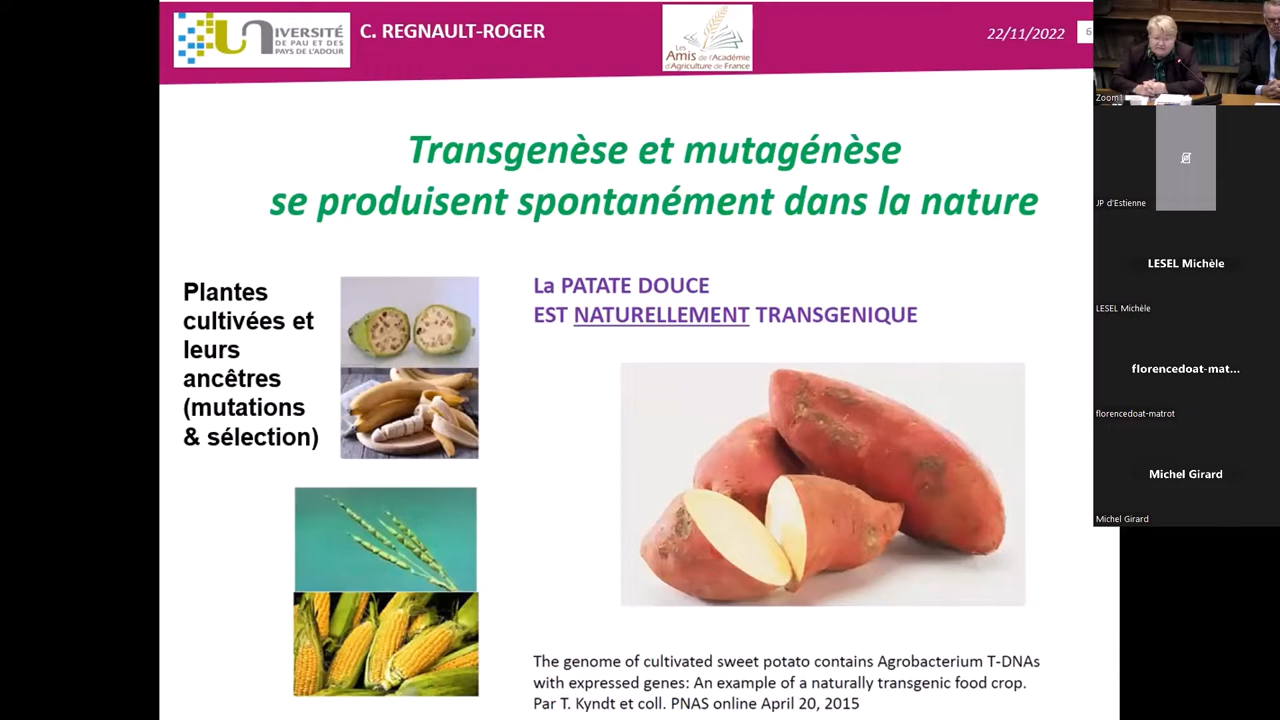 UNIVERSITÉ
DE PAU ET DES
PAYS DE L'ADOUR
C. REGNAULT-ROGER
Les
Amis de l'Académie
d'Agriculture de France
22/11/2022
6
Transgenèse et mutagénèse
se produisent spontanément dans la nature
Plantes
cultivées et
leurs
ancêtres
(mutations
& sélection)
La PATATE DOUCE
EST NATURELLEMENT TRANSGENIQUE
The genome of cultivated sweet potato contains Agrobacterium T-DNAs
with expressed genes: An example of a naturally transgenic food crop.
Par T. Kyndt et coll. PNAS online April 20, 2015
Zoom1
JP d'Estienne
LESEL Michèle
LESEL Michèle
florencedoat-mat...
florencedoat-matrot
Michel Girard
Michel Girard